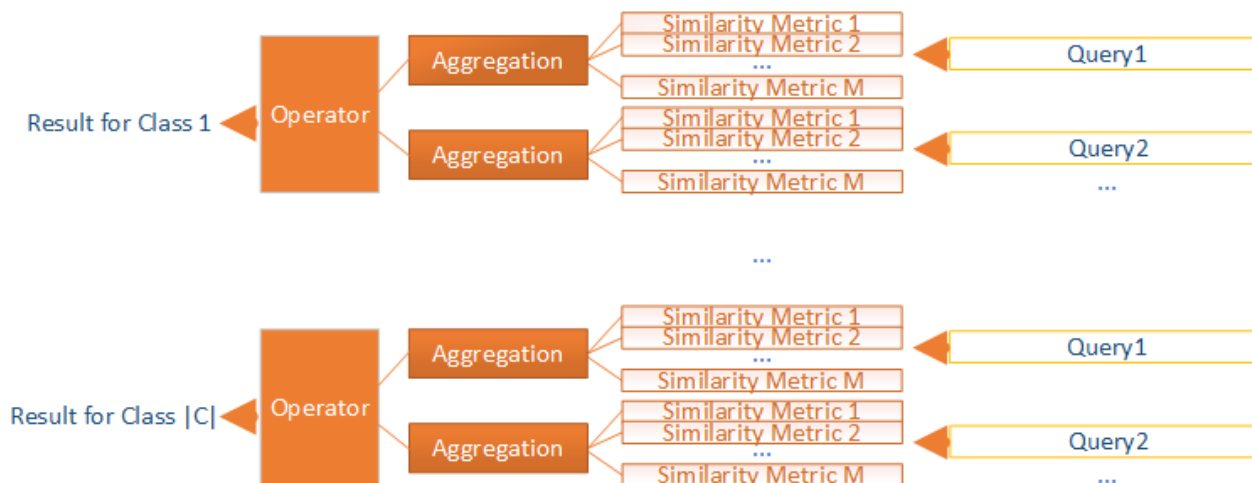 Similarity Metric 1
Similarity Metric 2
...
Similarity Metric M
Aggregation
Query1
Operator
Result for Class 1
Similarity Metric 1
Similarity Metric 2
...
Similarity Metric M
Aggregation
Query2
...
...
Similarity Metric 1
Similarity Metric 2
...
Similarity Metric M
Aggregation
Query1
Operator
Result for Class |C|
Similarity Metric 1
Similarity Metric 2
...
Similarity Metric M
Aggregation
Query2
...